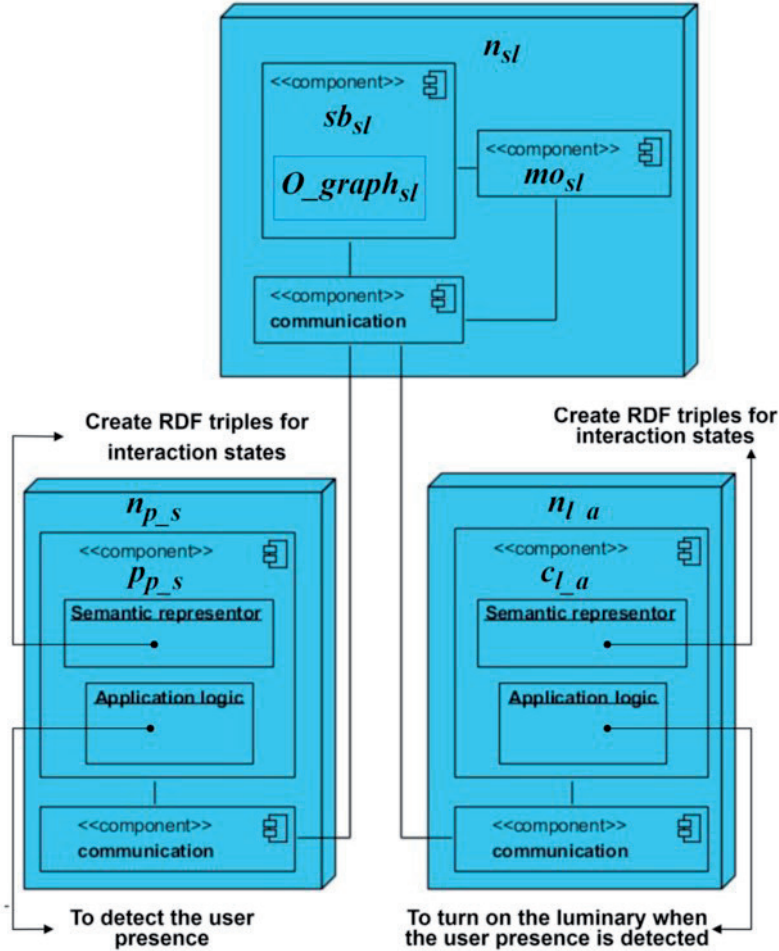 n_sl
<<component>>
sb_sl
O_graph_sl
<<component>>
mo_sl
<<component>>
communication
Create RDF triples for
interaction states
Create RDF triples for
interaction states
n_p_s
<<component>>
p_p_s
Semantic representor
Application logic
<<component>>
communication
To detect the user
presence
n_l_a
<<component>>
c_l_a
Semantic representor
Application logic
<<component>>
communication
To turn on the luminary when
the user presence is detected